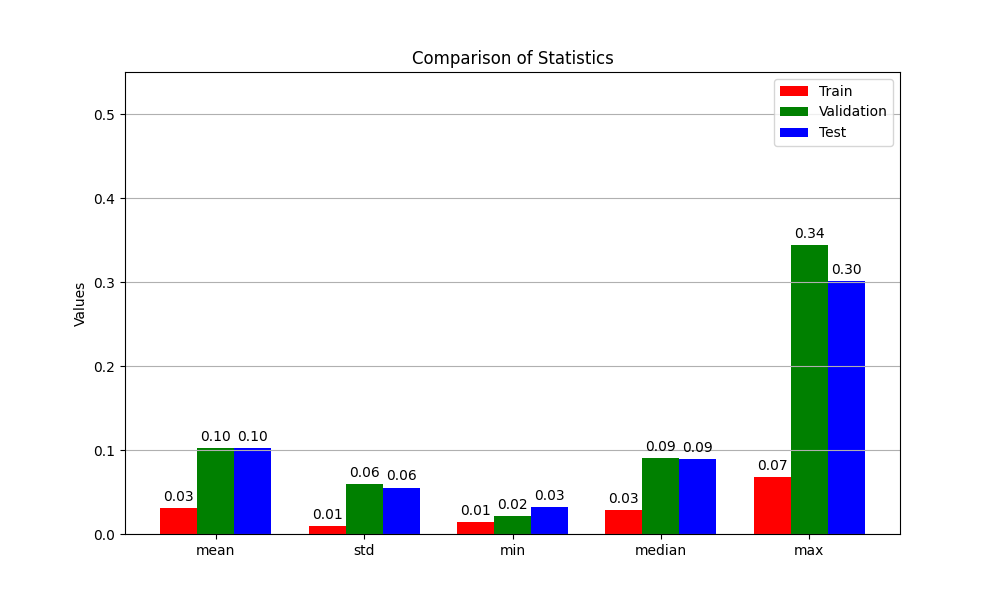 Comparison of Statistics
Train
Validation
Test
Values
0.5
0.4
0.3
0.2
0.1
0.0
0.03 0.10 0.10
0.01 0.06 0.06
0.01 0.02 0.03
0.03 0.09 0.09
0.07 0.34 0.30
mean std min median max